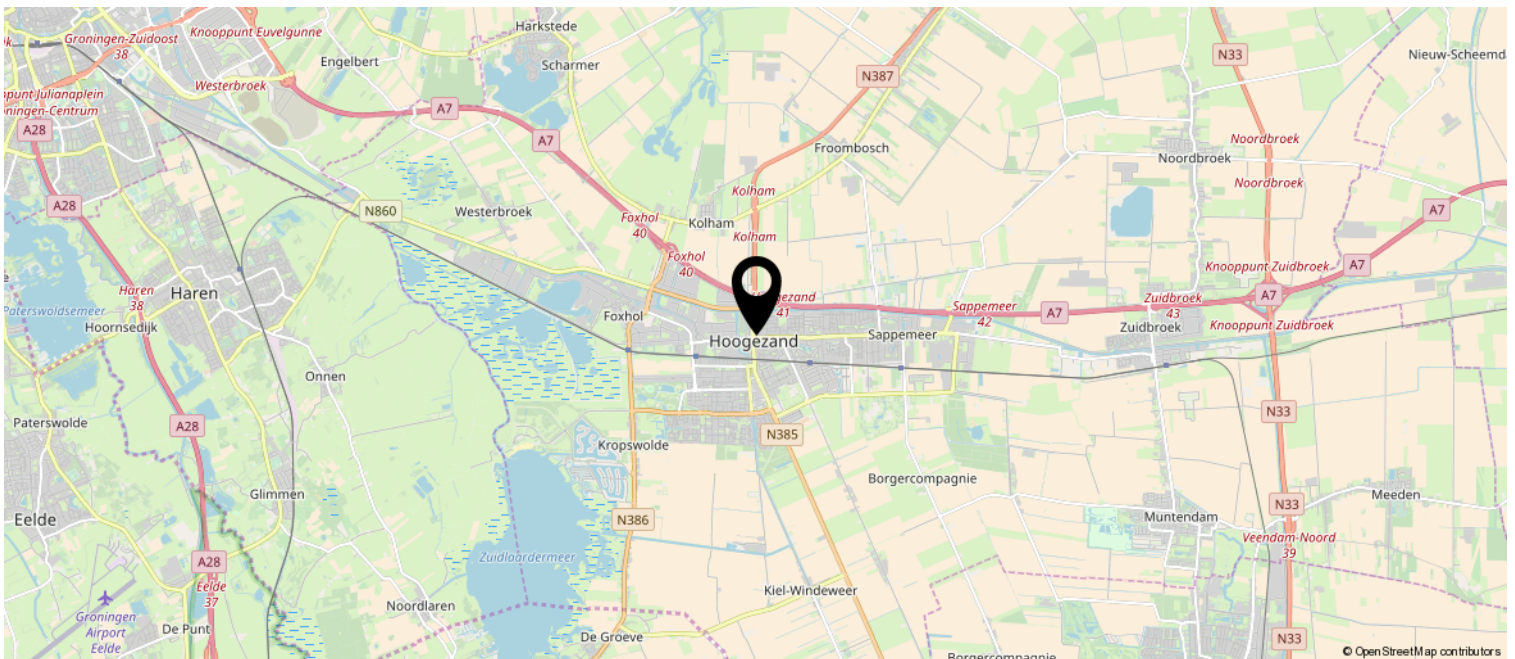 Harkstede
Groningen-Zuidoost
38
Knooppunt Euvelgunne
Engelbert
Scharmer
N33
Nieuw-Scheemda
N387
Westerbroek
Julianaplein
A28
A7
A7
Froombosch
Noordbroek
Noordbroek
Noordbroek
Kolham
A28
N860
Westerbroek
Foxhol
40
Kolham
Kolham
A7
Foxhol
40
Knooppunt Zuidbroek
A7
Haren
38
Haren
Paterswoldsemeer
Hoornsedijk
41
Sappemeer
42
A7
Zuidbroek
43
A7
Foxhol
Zuidbroek
Knooppunt Zuidbroek
Hoogezand
Sappemeer
Onnen
Paterswolde
A28
N385
N33
Kropswolde
Borgercompagnie
Glimmen
Meeden
Eelde
N386
Muntendam
N33
Veendam-Noord
39
Zuidlaardermeer
A28
Eelde
37
Kiel-Windeweer
Noordlaren
Groningen
Airport
Eelde
De Punt
De Groeve
N33
Borgercompagnie
© OpenStreetMap contributors